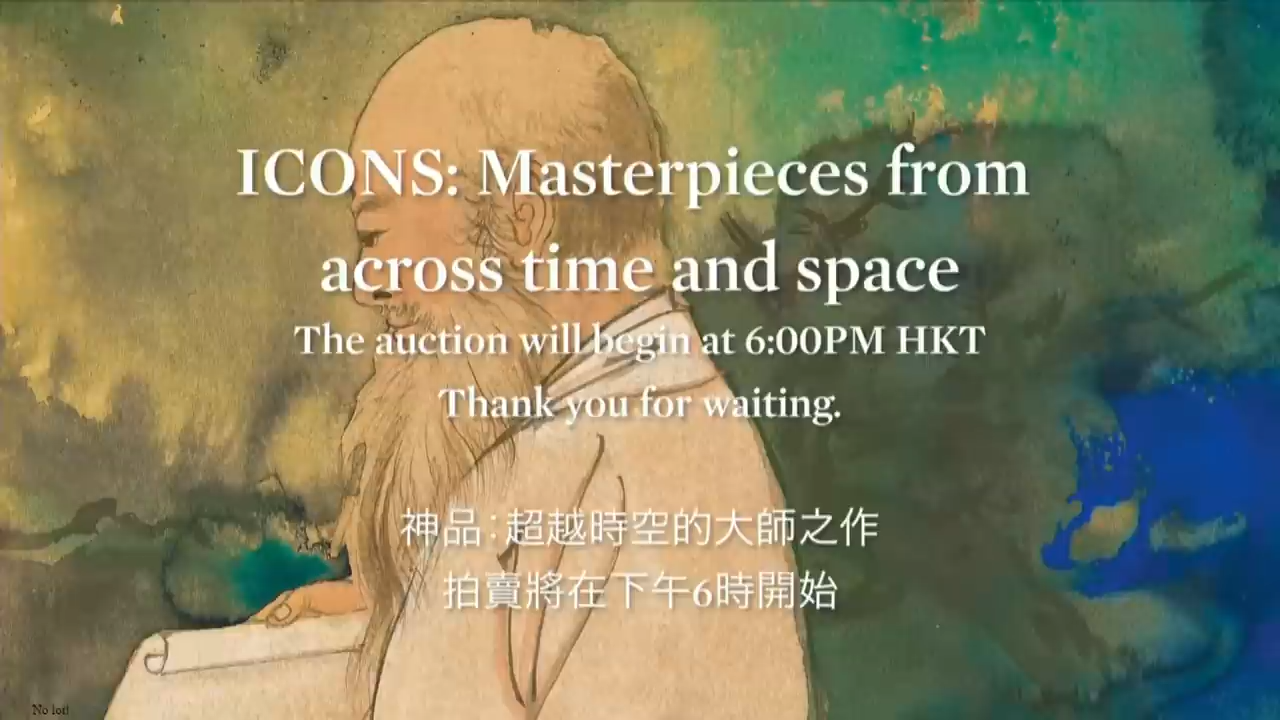 ICONS: Masterpieces from
across time and space
The auction will begin at 6:00PM HKT
Thank you for waiting.
神品：超越時空的大師之作
拍賣將在下午6時開始
No lot!